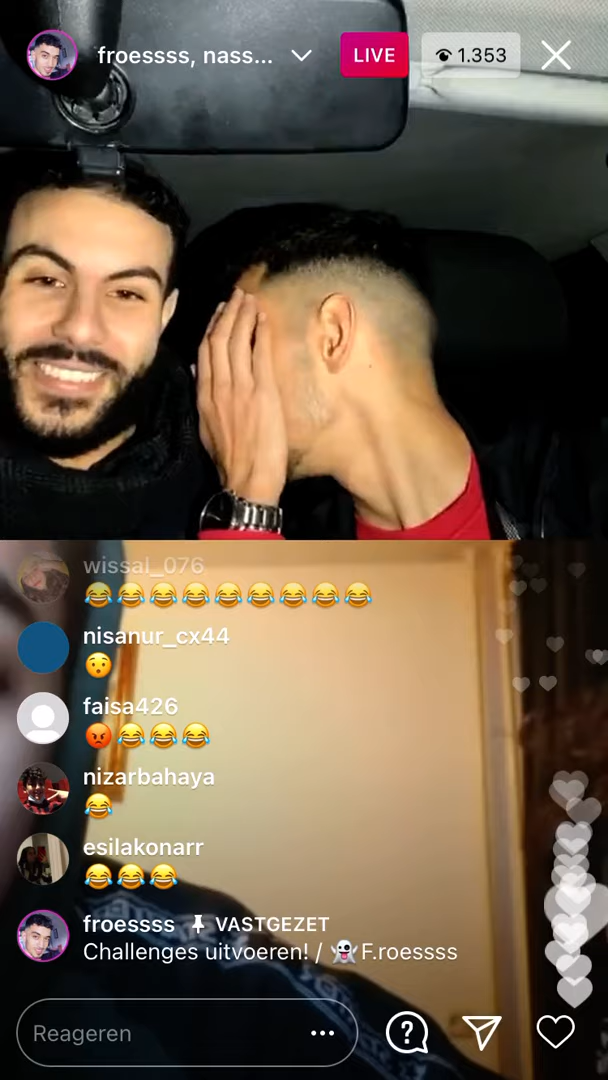 froessss, nass...
LIVE
1.353
wissal_076
😂😂😂😂😂😂😂😂😂
nisanur_cx44
😯
faisa426
😡😂😂😂
nizarbahaya
😂
esilakonarr
😂😂😂
froessss 📌 VASTGEZET
Challenges uitvoeren! / 👻F.roessss
Reageren